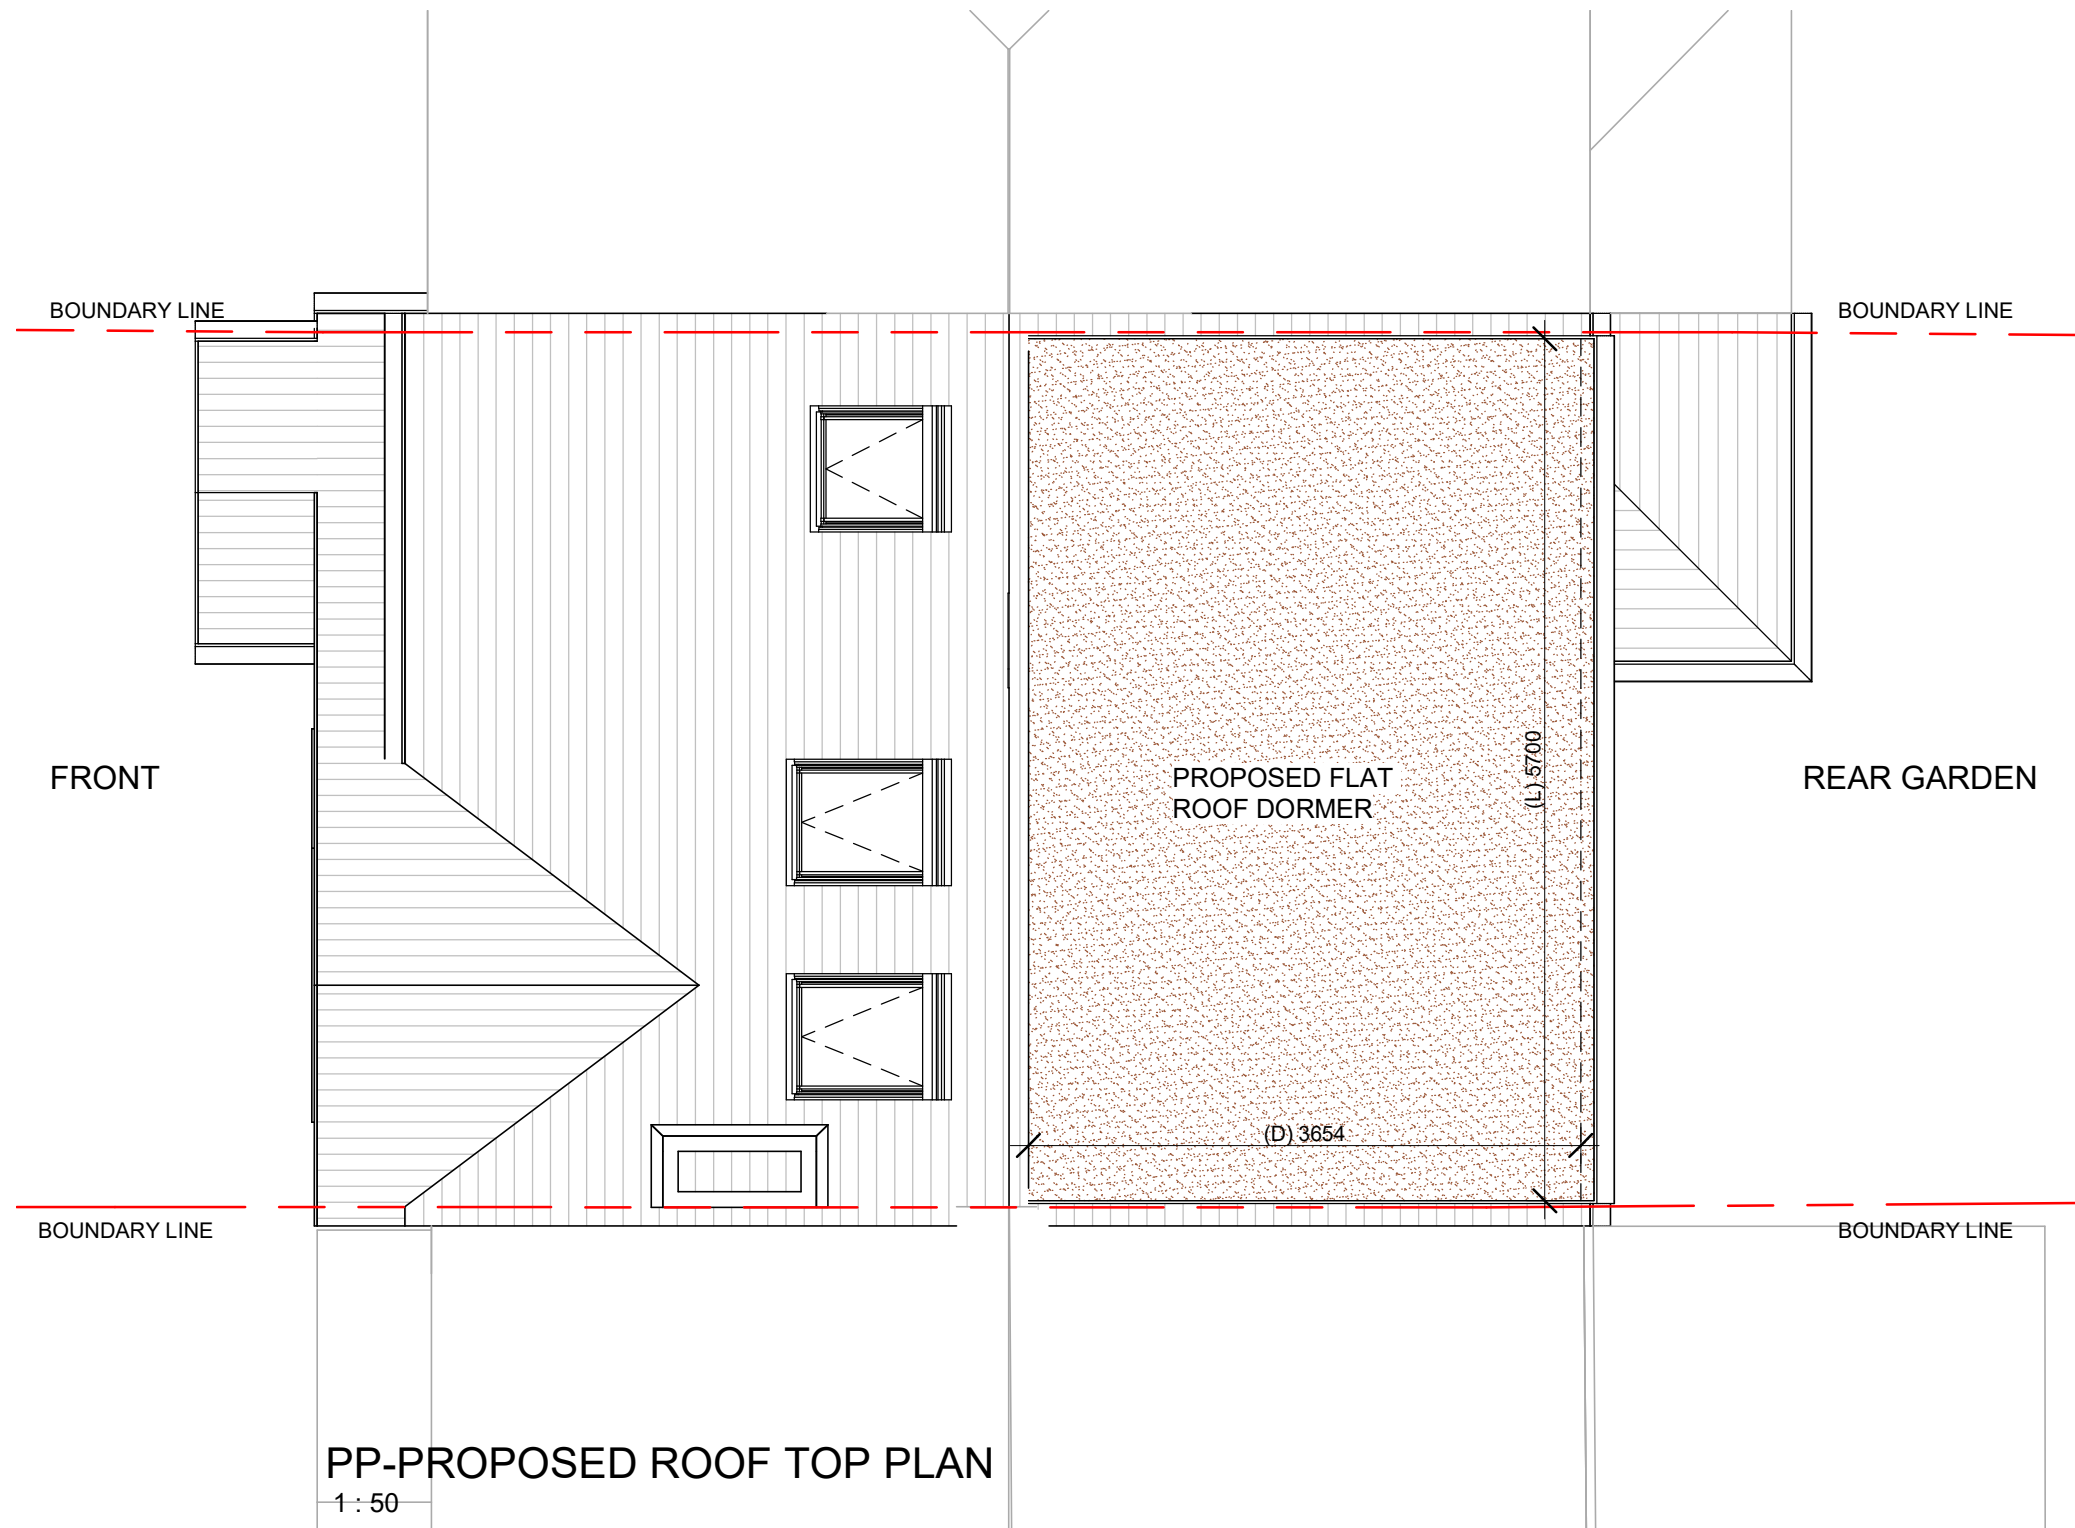 BOUNDARY LINE
BOUNDARY LINE
FRONT
PROPOSED FLAT
ROOF DORMER
(L) 5700
REAR GARDEN
(D) 3654
BOUNDARY LINE
BOUNDARY LINE
PP-PROPOSED ROOF TOP PLAN
1 : 50